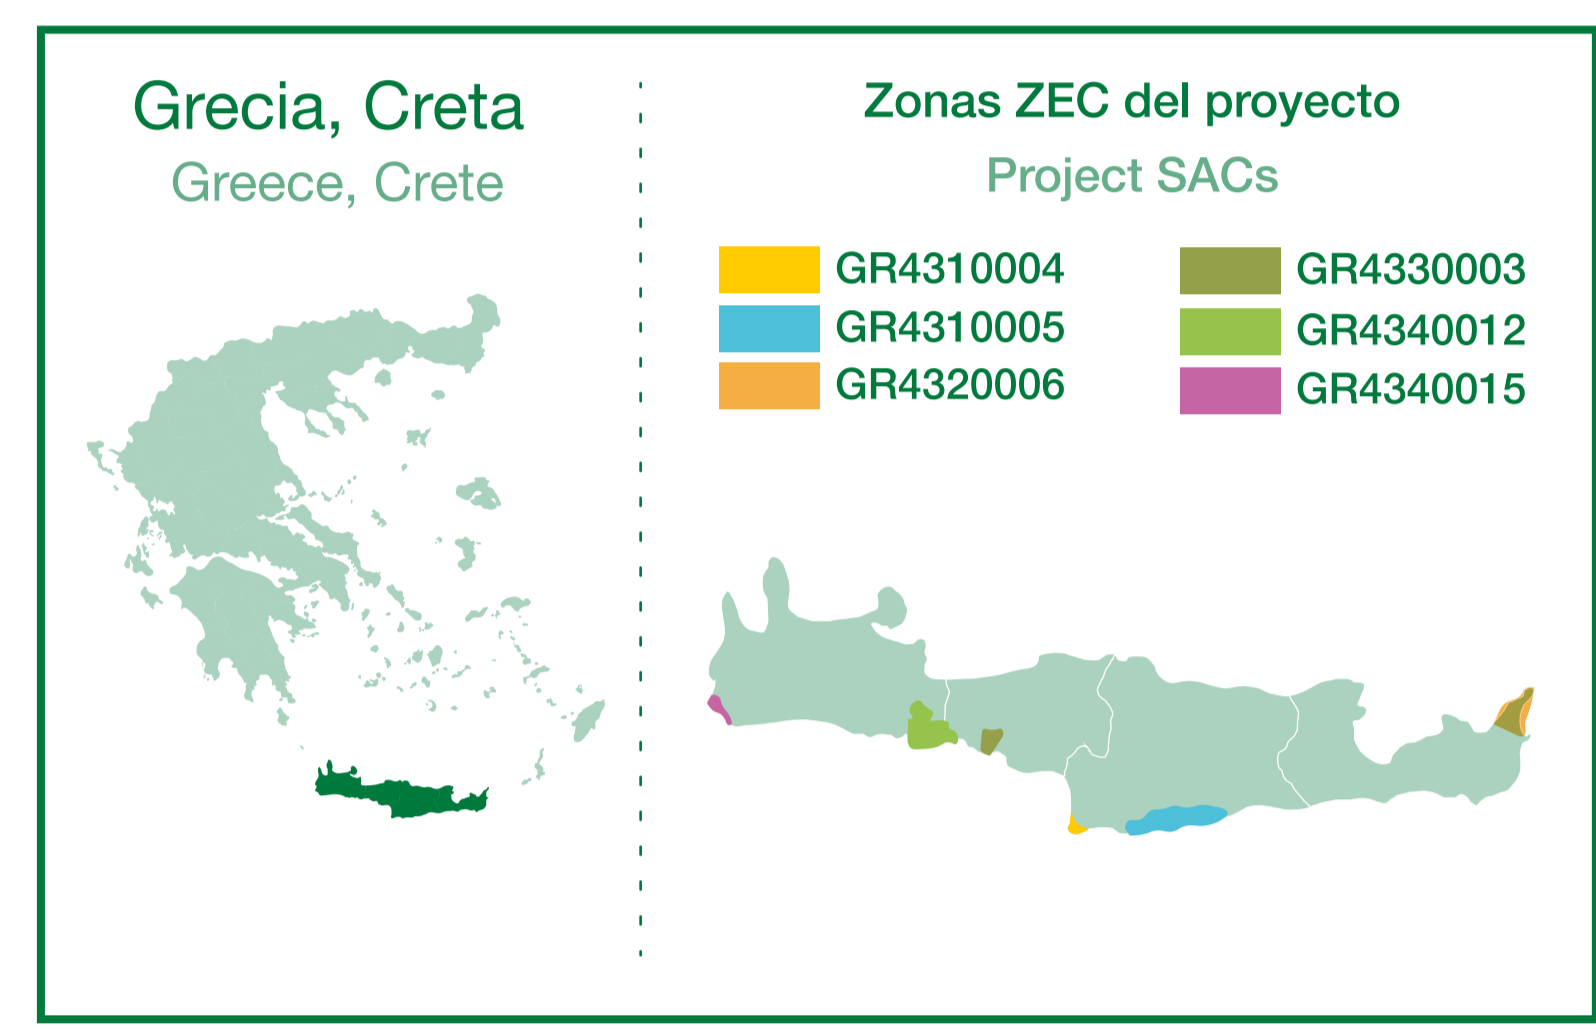 Grecia, Creta
Greece, Crete
Zonas ZEC del proyecto
Project SACs
GR4310004
GR4310005
GR4320006
GR4330003
GR4340012
GR4340015